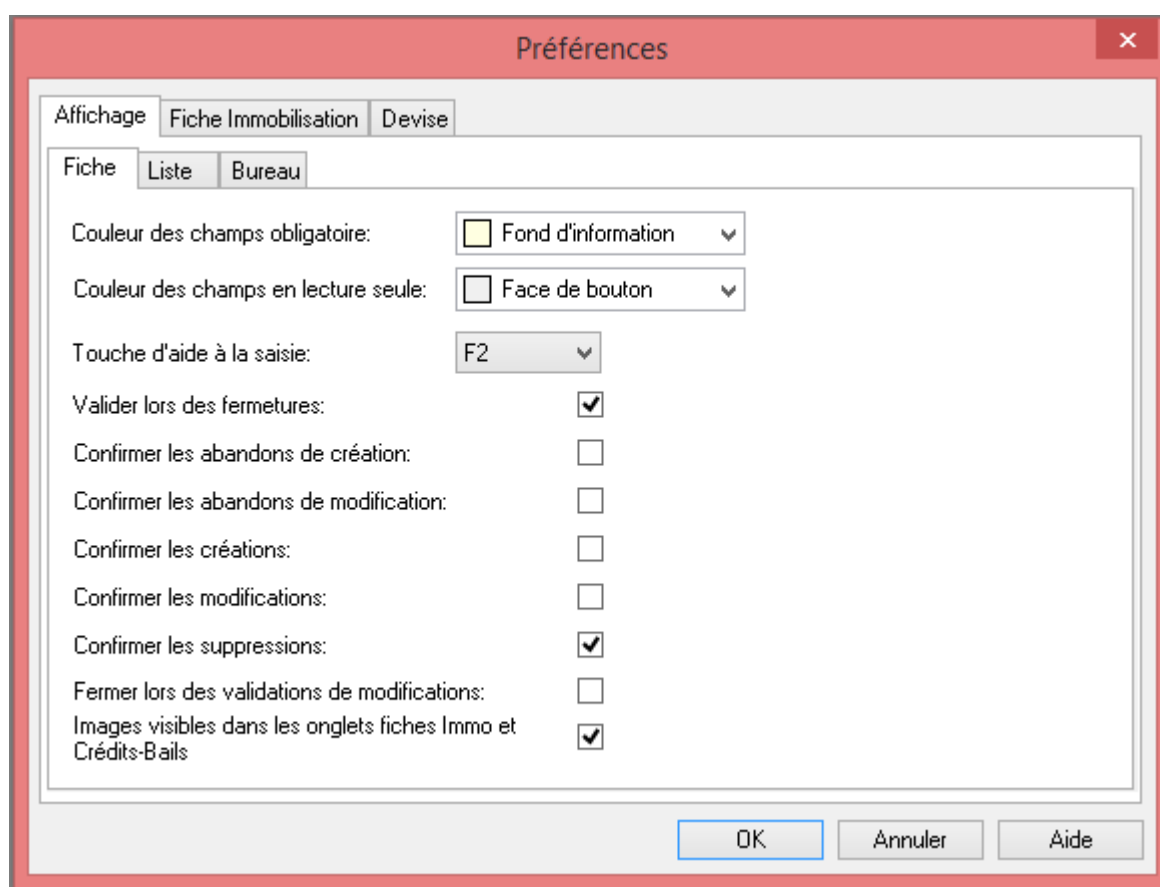 Préférences
Affichage Fiche Immobilisation Devise
Fiche Liste Bureau
Couleur des champs obligatoire: Fond d'information
Couleur des champs en lecture seule: Face de bouton
Touche d'aide à la saisie: F2
Valider lors des fermetures:
Confirmer les abandons de création:
Confirmer les abandons de modification:
Confirmer les créations:
Confirmer les modifications:
Confirmer les suppressions:
Fermer lors des validations de modifications:
Images visibles dans les onglets fiches Immo et
Crédits-Bails
OK Annuler Aide